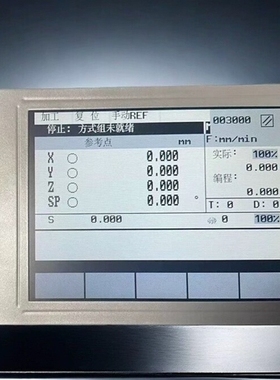 加工 复 位 手动REF
003000
停止: 方式组未就绪
F:mm/min
参考点 mm
实际: 100%
X 0.000
0.000
Y 0.000
编程:
Z 0.000
0.000
SP 0.000
T: 0 D: 0
S 0.000
0 100%